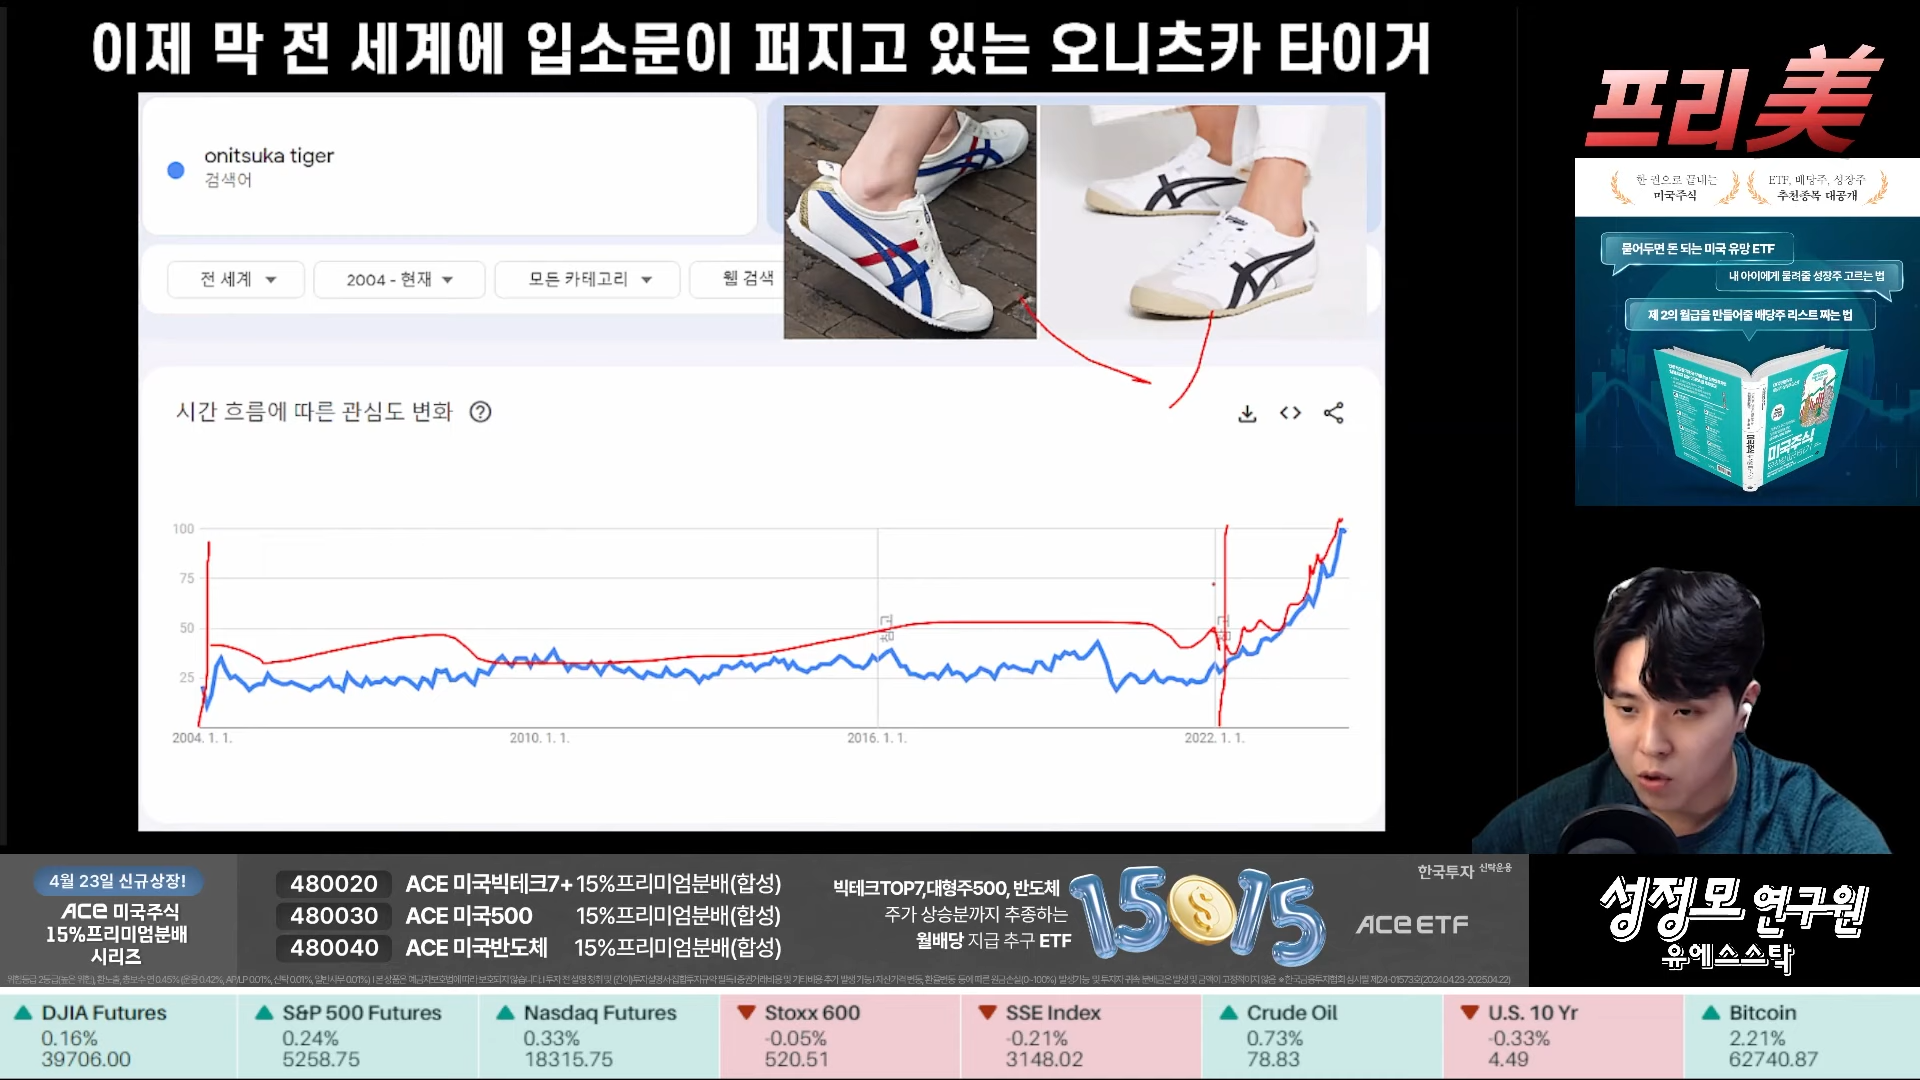 이제 막 전 세계에 입소문이 퍼지고 있는 오니츠카 타이거
onitsuka tiger
검색어
전 세계
2004 - 현재
모든 카테고리
웹 검색
시간 흐름에 따른 관심도 변화
100
75
50
25
참고
2004. 1. 1.
2010. 1. 1.
2016. 1. 1.
2022. 1. 1.
프리美
한 권으로 끝내는
미국주식
ETF, 배당주, 성장주
추천종목 대공개
묻어두면 돈 되는 미국 유망 ETF
내 아이에게 물려줄 성장주 고르는 법
제 2의 월급을 만들어줄 배당주 리스트 짜는 법
미국주식
4월 23일 신규상장!
ACE 미국주식
15%프리미엄분배
시리즈
480020 ACE 미국빅테크7+ 15%프리미엄분배(합성)
480030 ACE 미국500 15%프리미엄분배(합성)
480040 ACE 미국반도체 15%프리미엄분배(합성)
빅테크TOP7,대형주500, 반도체
주가 상승분까지 추종하는
월배당 지급 추구 ETF
15 $ 15
한국투자 신탁운용
ACE ETF
성정모 연구원
유에스스탁
DJIA Futures
0.16%
39706.00
S&P 500 Futures
0.24%
5258.75
Nasdaq Futures
0.33%
18315.75
Stoxx 600
-0.05%
520.51
SSE Index
-0.21%
3148.02
Crude Oil
0.73%
78.83
U.S. 10 Yr
-0.33%
4.49
Bitcoin
2.21%
62740.87